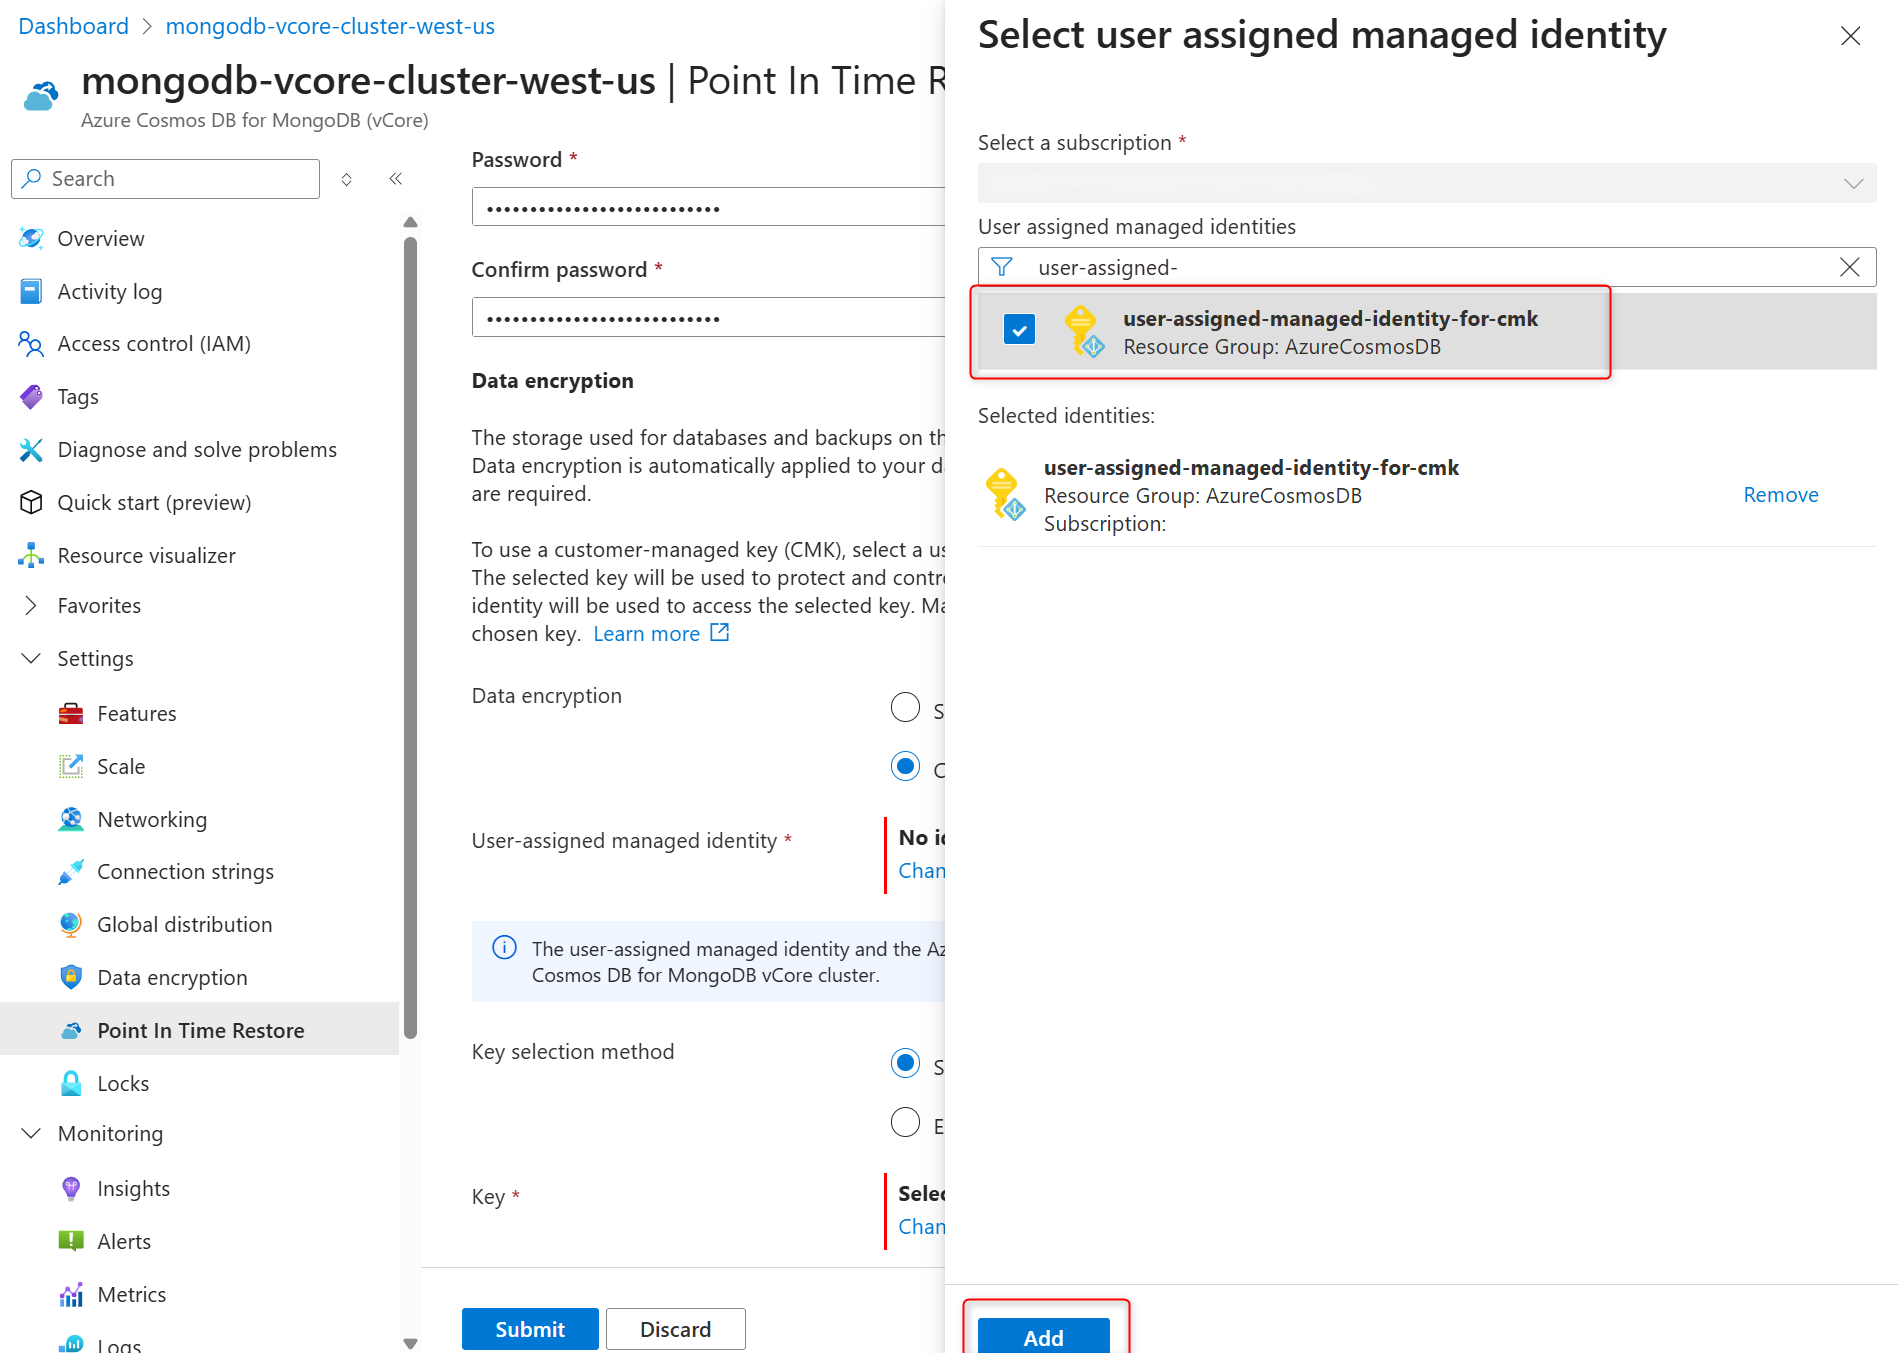 Dashboard > mongodb-vcore-cluster-west-us
mongodb-vcore-cluster-west-us | Point In Time R
Azure Cosmos DB for MongoDB (vCore)
Search
Overview
Activity log
Access control (IAM)
Tags
Diagnose and solve problems
Quick start (preview)
Resource visualizer
Favorites
Settings
Features
Scale
Networking
Connection strings
Global distribution
Data encryption
Point In Time Restore
Locks
Monitoring
Insights
Alerts
Metrics
Logs
Password *
Confirm password *
Data encryption
The storage used for databases and backups on th
Data encryption is automatically applied to your d
are required.
To use a customer-managed key (CMK), select a us
The selected key will be used to protect and contr
identity will be used to access the selected key. Ma
chosen key. Learn more
Data encryption
S
C
User-assigned managed identity *
No i
Chan
The user-assigned managed identity and the Az
Cosmos DB for MongoDB vCore cluster.
Key selection method
S
E
Key *
Selec
Chan
Submit
Discard
Select user assigned managed identity
Select a subscription *
User assigned managed identities
user-assigned-
user-assigned-managed-identity-for-cmk
Resource Group: AzureCosmosDB
Selected identities:
user-assigned-managed-identity-for-cmk
Resource Group: AzureCosmosDB
Subscription:
Remove
Add